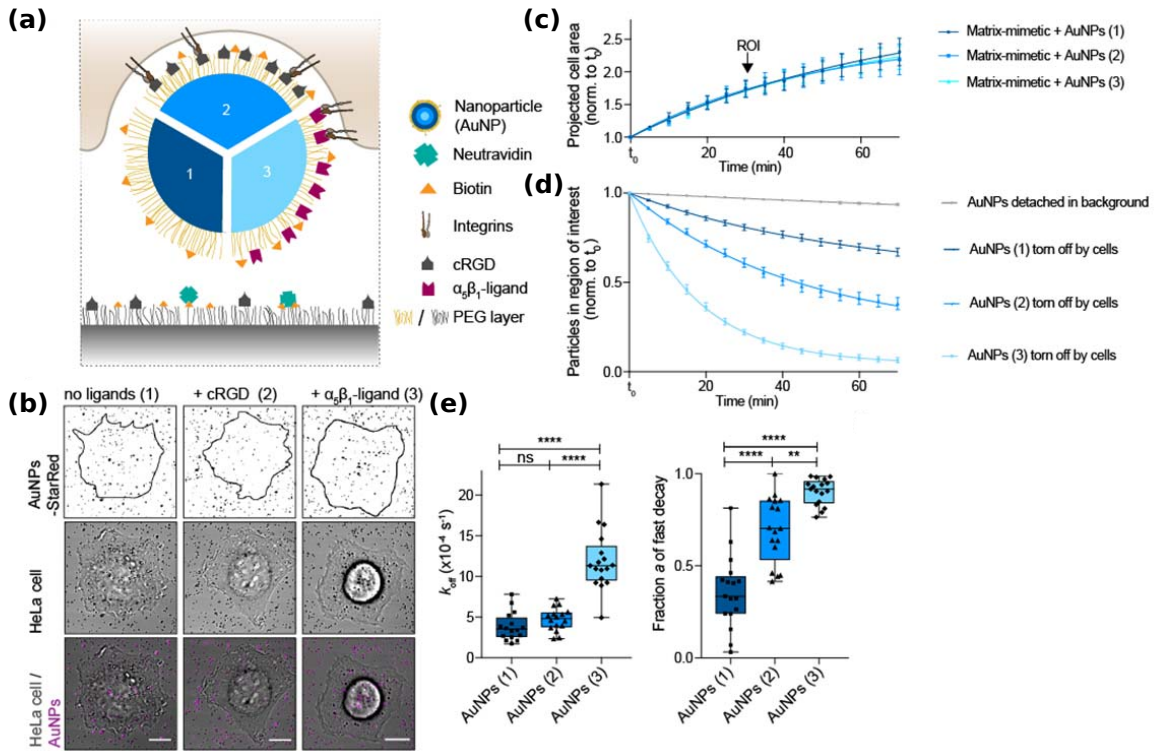 (a)
2
1
3
Nanoparticle
(AuNP)
Neutravidin
Biotin
Integrins
cRGD
α₅β₁-ligand
/ PEG layer
(b)
no ligands (1)
+ cRGD (2)
+ α₅β₁-ligand (3)
AuNPs
-StarRed
HeLa cell
HeLa cell /
AuNPs
(c)
Projected cell area
(norm. to t₀)
2.5
2.0
1.5
1.0
ROI
t₀
20
40
60
Time (min)
Matrix-mimetic + AuNPs (1)
Matrix-mimetic + AuNPs (2)
Matrix-mimetic + AuNPs (3)
(d)
Particles in region of interest
(norm. to t₀)
1.0
0.5
0.0
t₀
20
40
60
Time (min)
AuNPs detached in background
AuNPs (1) torn off by cells
AuNPs (2) torn off by cells
AuNPs (3) torn off by cells
(e)
****
ns
****
k_off (x10⁻⁴ s⁻¹)
20
15
10
5
0
AuNPs (1)
AuNPs (2)
AuNPs (3)
****
****
**
Fraction a of fast decay
1.0
0.5
0.0
AuNPs (1)
AuNPs (2)
AuNPs (3)